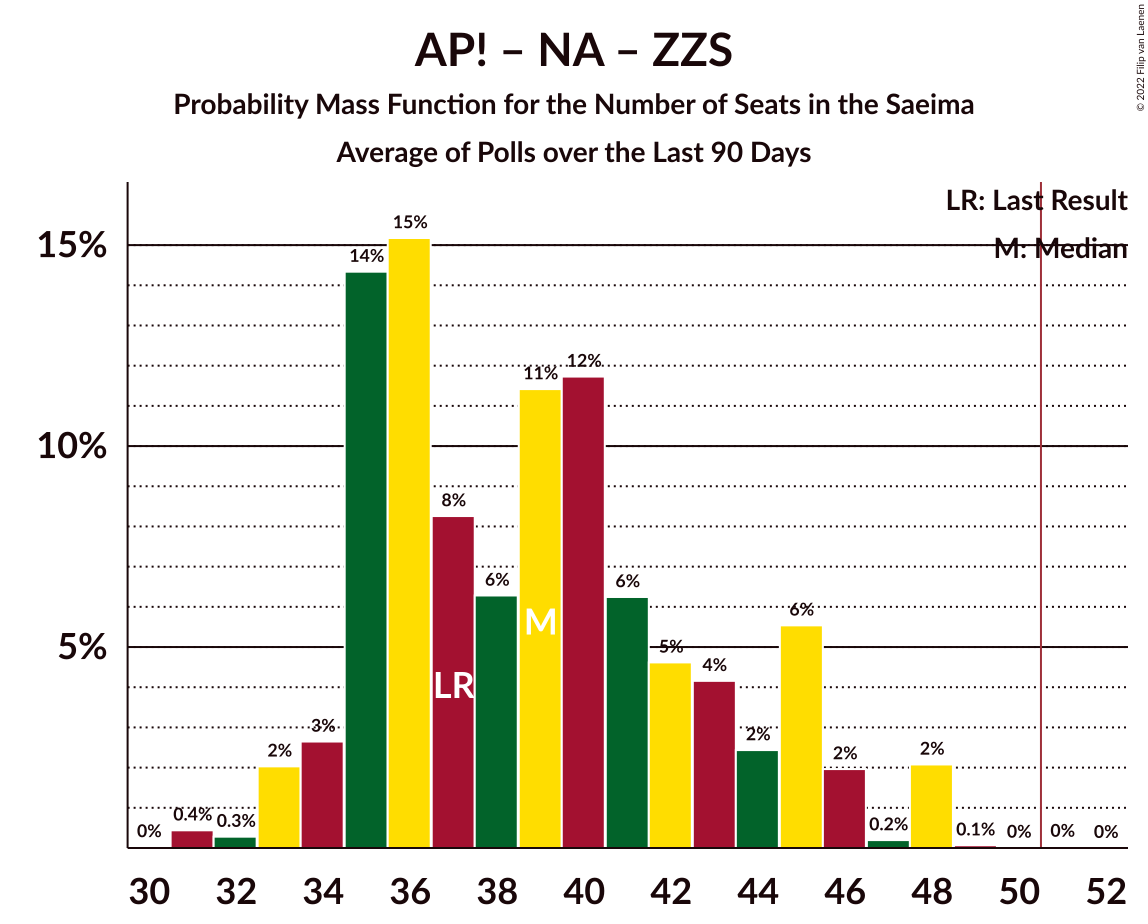 AP! – NA – ZZS
Probability Mass Function for the Number of Seats in the Saeima
Average of Polls over the Last 90 Days
© 2022 Filip van Laenen
LR: Last Result
M: Median
15%
10%
5%
0%
0.4%
0.3%
2%
3%
14%
15%
8%
6%
11%
12%
6%
5%
4%
2%
6%
2%
0.2%
2%
0.1%
0%
0%
0%
LR
M
30 32 34 36 38 40 42 44 46 48 50 52